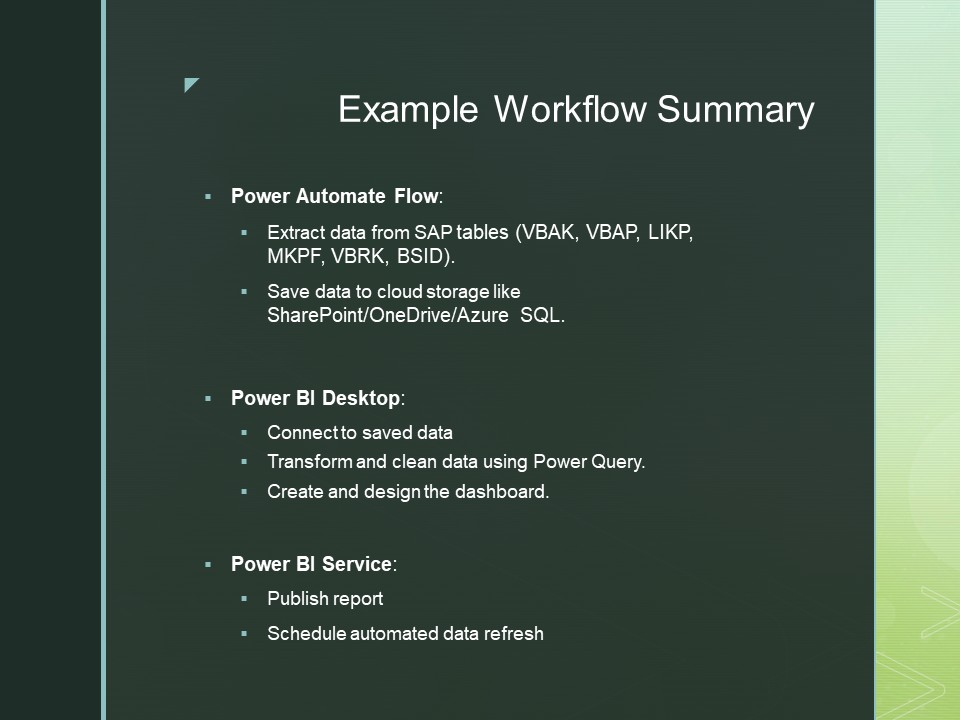 Example Workflow Summary
Power Automate Flow:
Extract data from SAP tables (VBAK, VBAP, LIKP,
MKPF, VBRK, BSID).
Save data to cloud storage like
SharePoint/OneDrive/Azure SQL.
Power BI Desktop:
Connect to saved data
Transform and clean data using Power Query.
Create and design the dashboard.
Power BI Service:
Publish report
Schedule automated data refresh